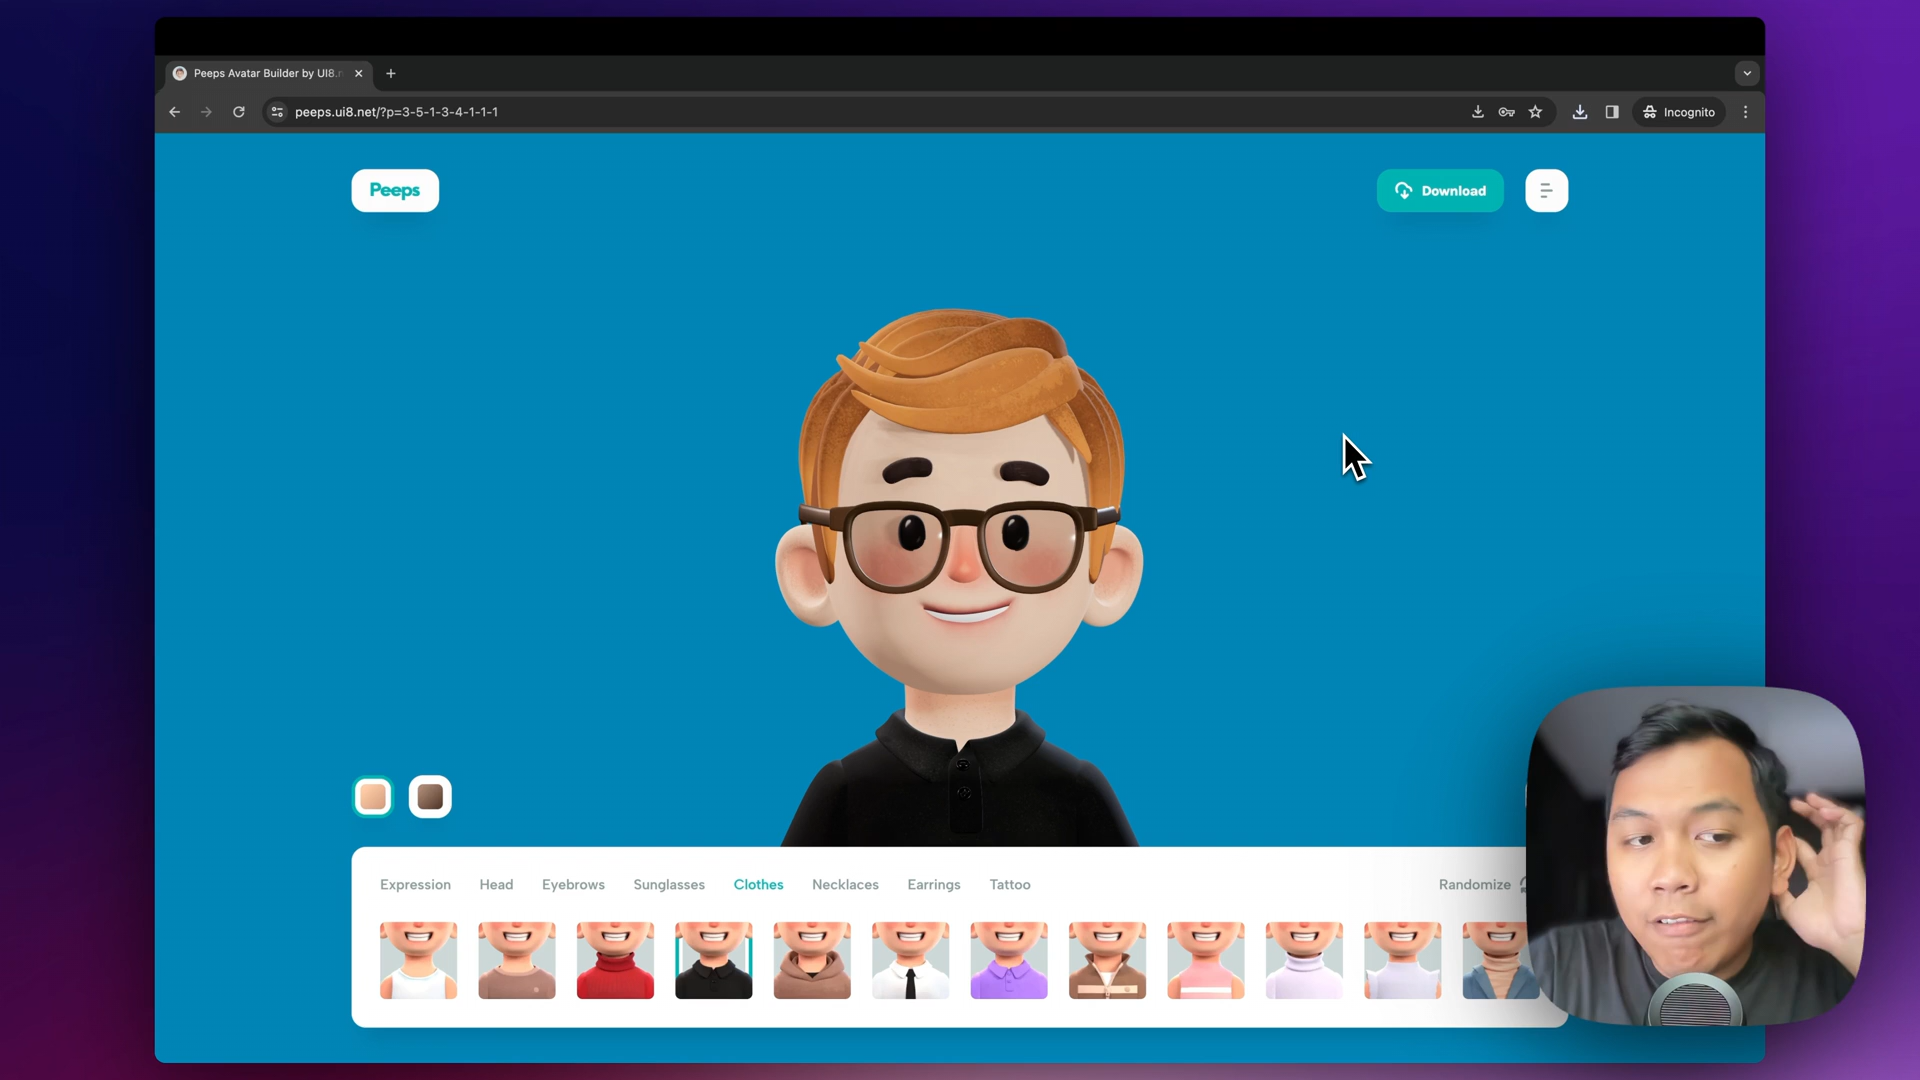 Peeps Avatar Builder by UI8.n
peeps.ui8.net/?p=3-5-1-3-4-1-1-1
Incognito
Peeps
Download
Expression Head Eyebrows Sunglasses Clothes Necklaces Earrings Tattoo Randomize